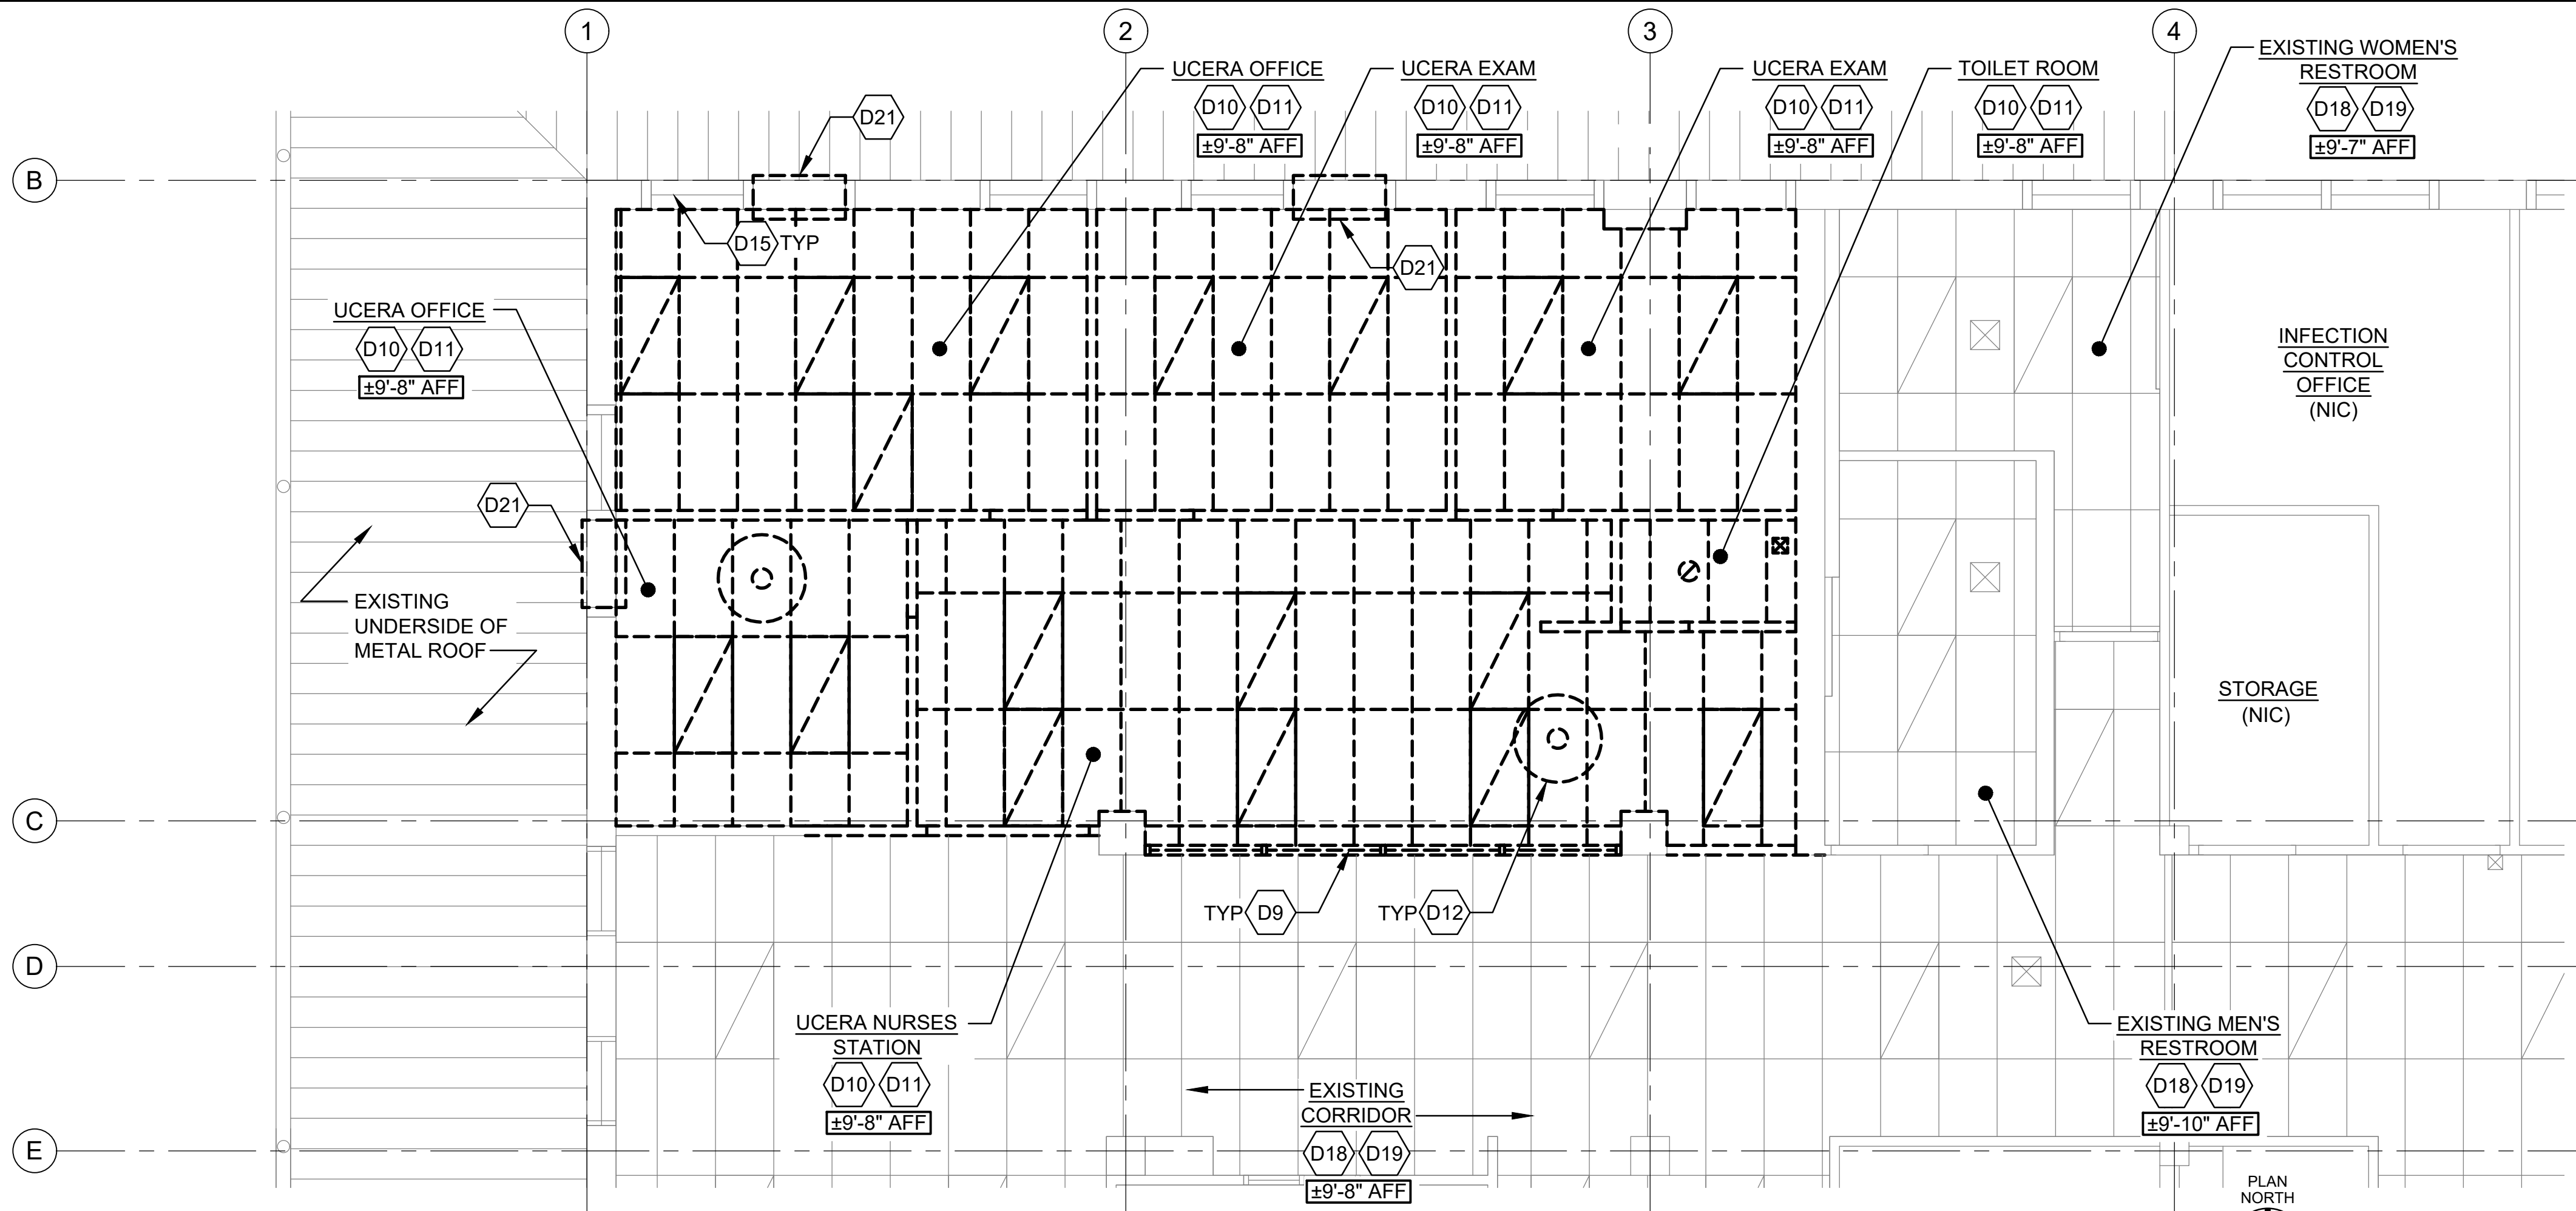 1
2
3
4
B
C
D
E
UCERA OFFICE
D10 D11
±9'-8" AFF
UCERA EXAM
D10 D11
±9'-8" AFF
UCERA EXAM
D10 D11
±9'-8" AFF
TOILET ROOM
D10 D11
±9'-8" AFF
EXISTING WOMEN'S
RESTROOM
D18 D19
±9'-7" AFF
D21
D15 TYP
D21
UCERA OFFICE
D10 D11
±9'-8" AFF
INFECTION
CONTROL
OFFICE
(NIC)
D21
EXISTING
UNDERSIDE OF
METAL ROOF
STORAGE
(NIC)
TYP D9
TYP D12
UCERA NURSES
STATION
D10 D11
±9'-8" AFF
EXISTING
CORRIDOR
D18 D19
±9'-8" AFF
EXISTING MEN'S
RESTROOM
D18 D19
±9'-10" AFF
PLAN
NORTH